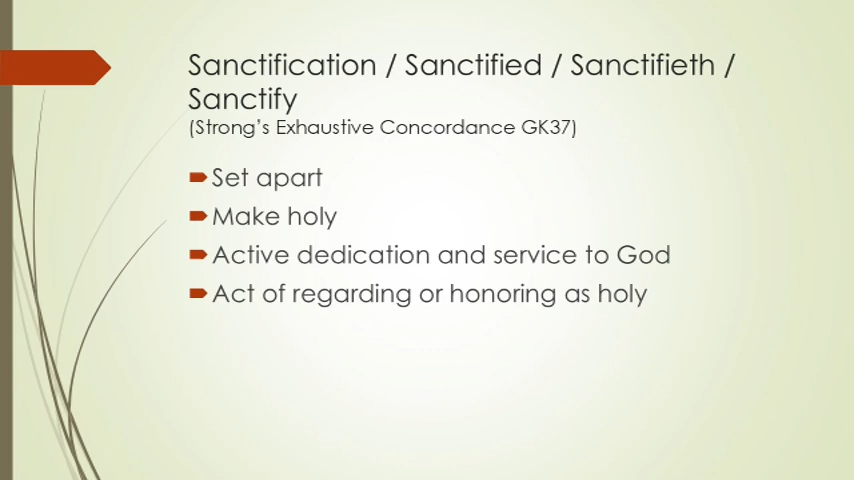 Sanctification / Sanctified / Sanctifieth /
Sanctify
(Strong’s Exhaustive Concordance GK37)
Set apart
Make holy
Active dedication and service to God
Act of regarding or honoring as holy